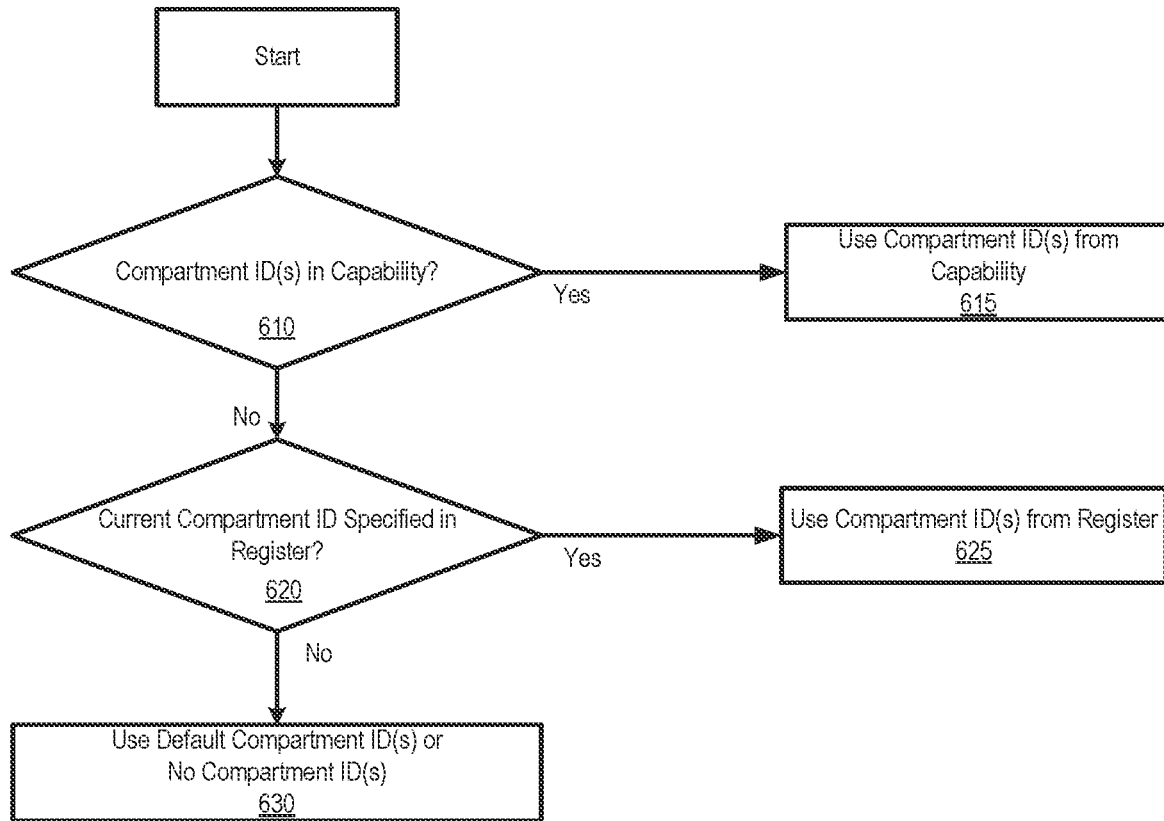 Start
Compartment ID(s) in Capability?
610
Yes
Use Compartment ID(s) from
Capability
615
No
Current Compartment ID Specified in
Register?
620
Yes
Use Compartment ID(s) from Register
625
No
Use Default Compartment ID(s) or
No Compartment ID(s)
630